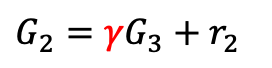 G₂ = γG₃ + r₂